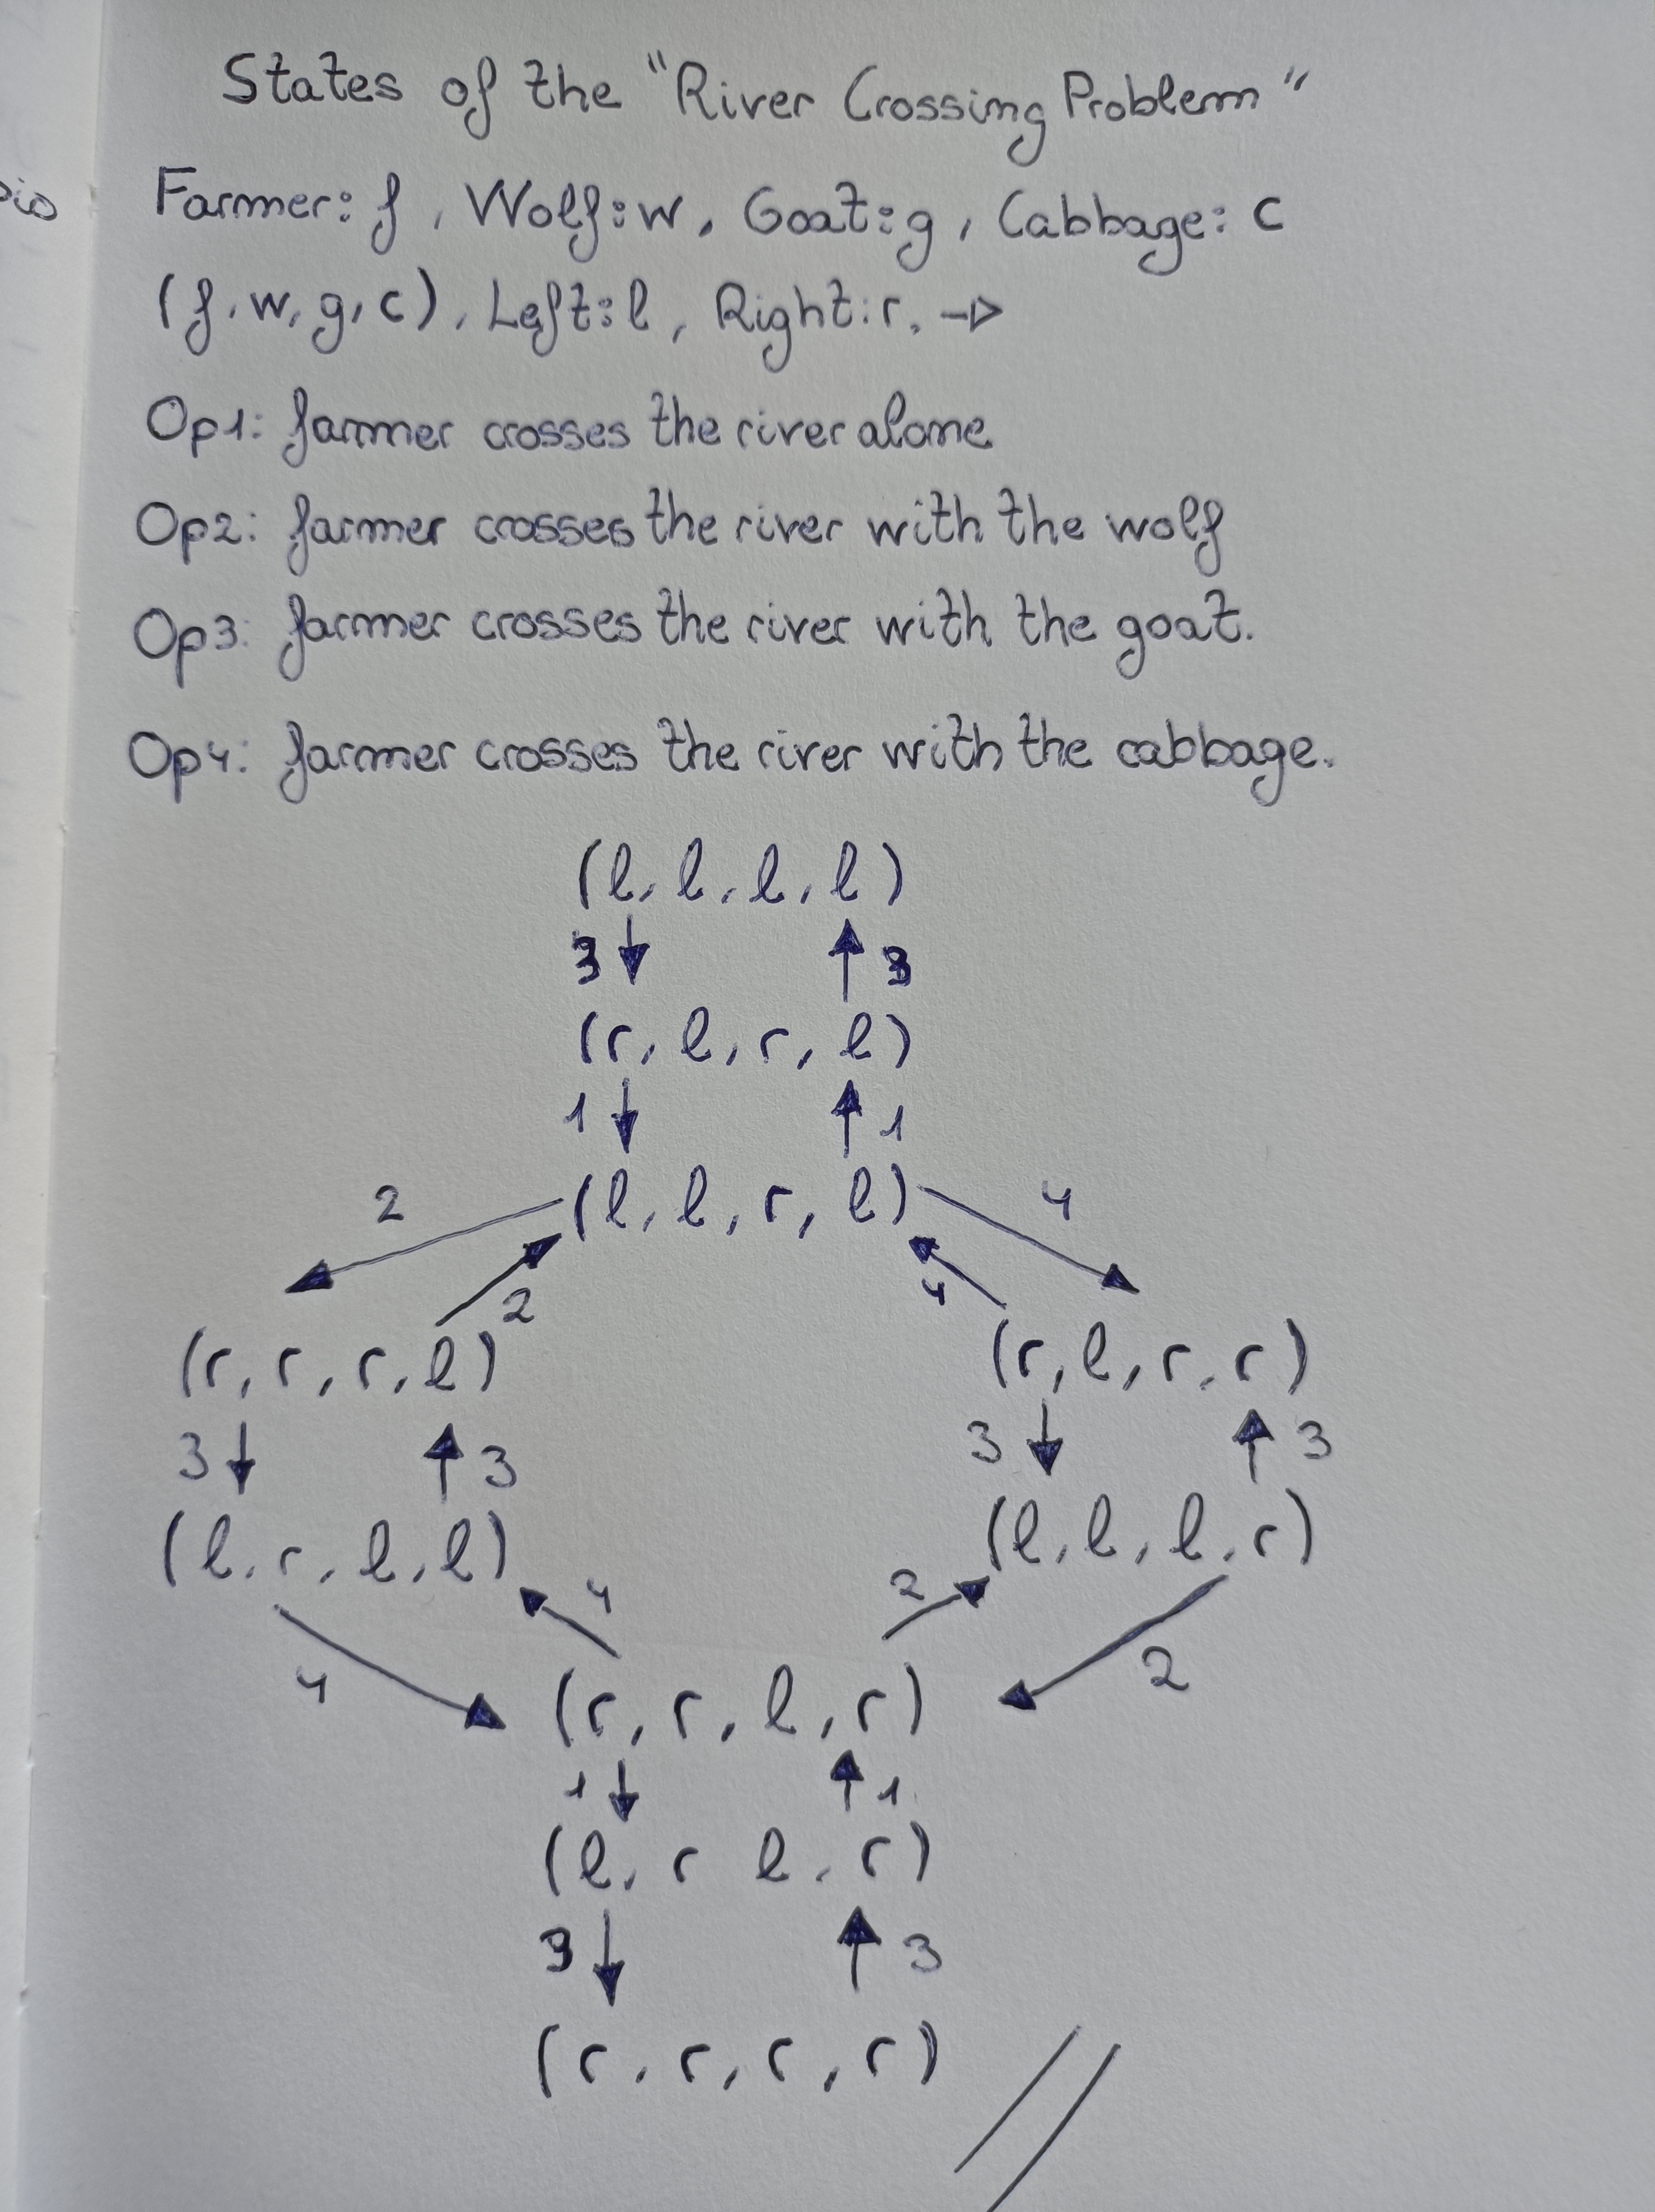 States of the "River Crossing Problem"
Farmer: f, Wolf: w, Goat: g, Cabbage: c
(f, w, g, c), Left: l, Right: r. →
Op1: farmer crosses the river alone
Op2: farmer crosses the river with the wolf
Op3: farmer crosses the river with the goat.
Op4: farmer crosses the river with the cabbage.
(l, l, l, l)
3 ↓ ↑ 3
(r, l, r, l)
1 ↓ ↑ 1
2 (l, l, r, l) 4
2 4
(r, r, r, l) (r, l, r, r)
3 ↓ ↑ 3 3 ↓ ↑ 3
(l, r, l, l) (l, l, l, r)
4 2
4 2
(r, r, l, r)
1 ↓ ↑ 1
(l, r l, r)
3 ↓ ↑ 3
(r, r, r, r)